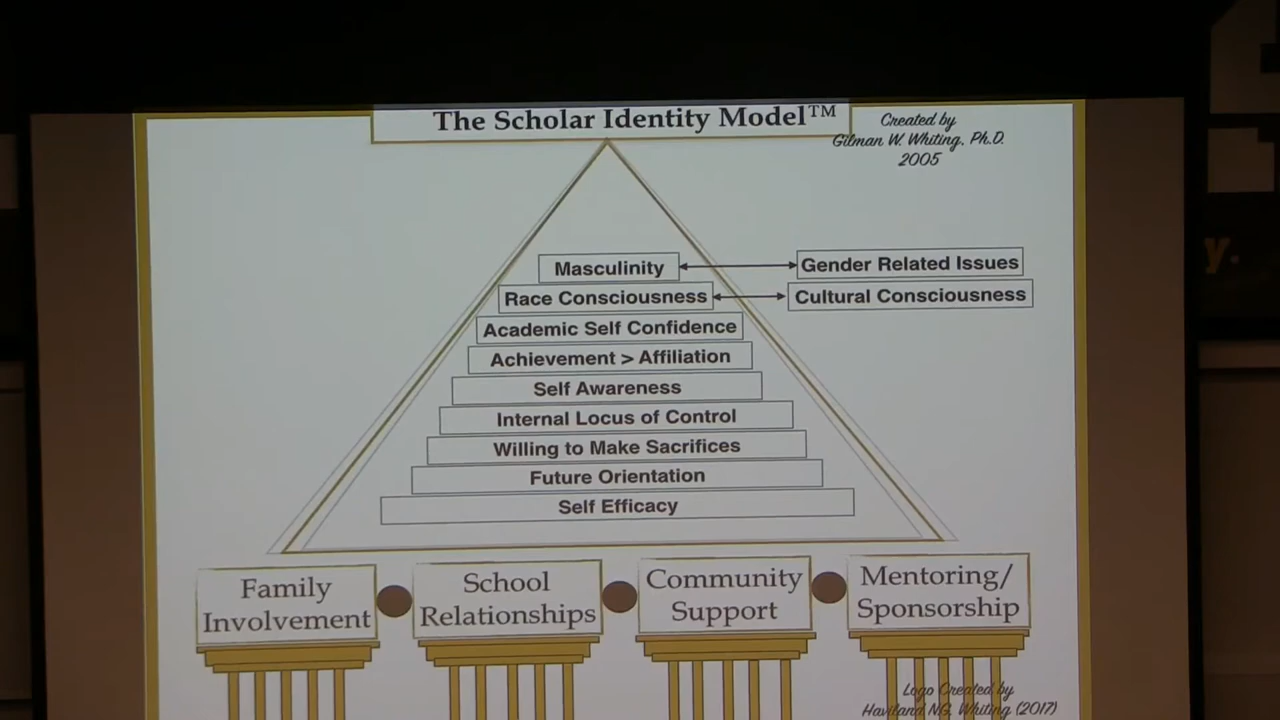 The Scholar Identity Model™
Created by
Gilman W. Whiting, Ph.D.
2005
Masculinity
Gender Related Issues
Race Consciousness
Cultural Consciousness
Academic Self Confidence
Achievement > Affiliation
Self Awareness
Internal Locus of Control
Willing to Make Sacrifices
Future Orientation
Self Efficacy
Family
Involvement
School
Relationships
Community
Support
Mentoring/
Sponsorship
Logo Created by
Haviland NG. Whiting (2017)
y.